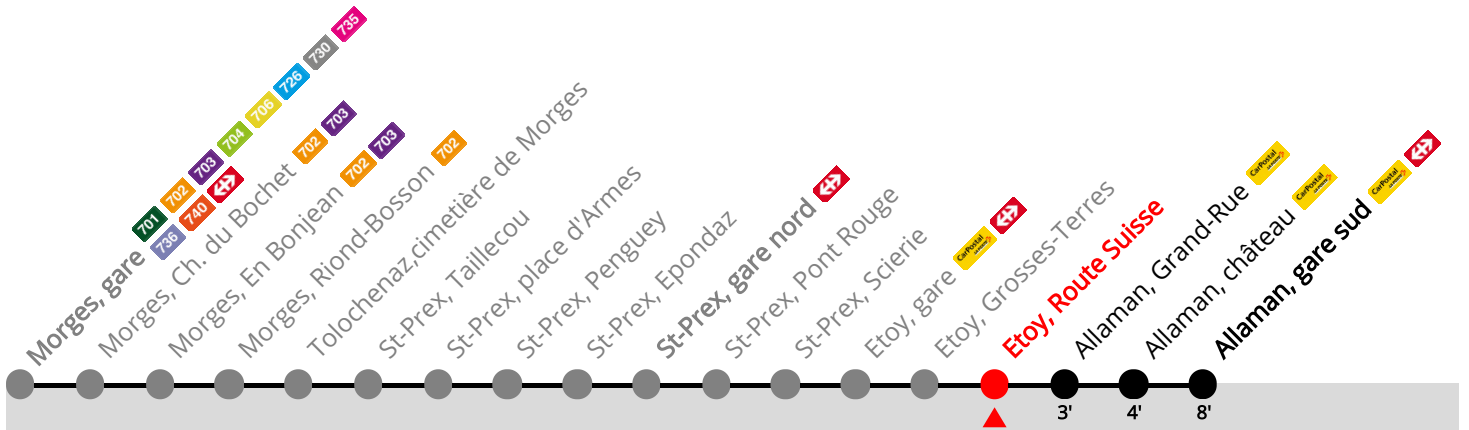 Morges, gare 701 702 703 704 706 726 730 735
736 740
Morges, Ch. du Bochet 702 703
Morges, En Bonjean 702 703
Morges, Riond-Bosson 702
Tolochenaz,cimetière de Morges
St-Prex, Taillecou
St-Prex, place d'Armes
St-Prex, Penguey
St-Prex, Epondaz
St-Prex, gare nord
St-Prex, Pont Rouge
St-Prex, Scierie
Etoy, gare CarPostal
Etoy, Grosses-Terres
Etoy, Route Suisse
Allaman, Grand-Rue CarPostal
Allaman, château CarPostal
Allaman, gare sud CarPostal
3' 4' 8'